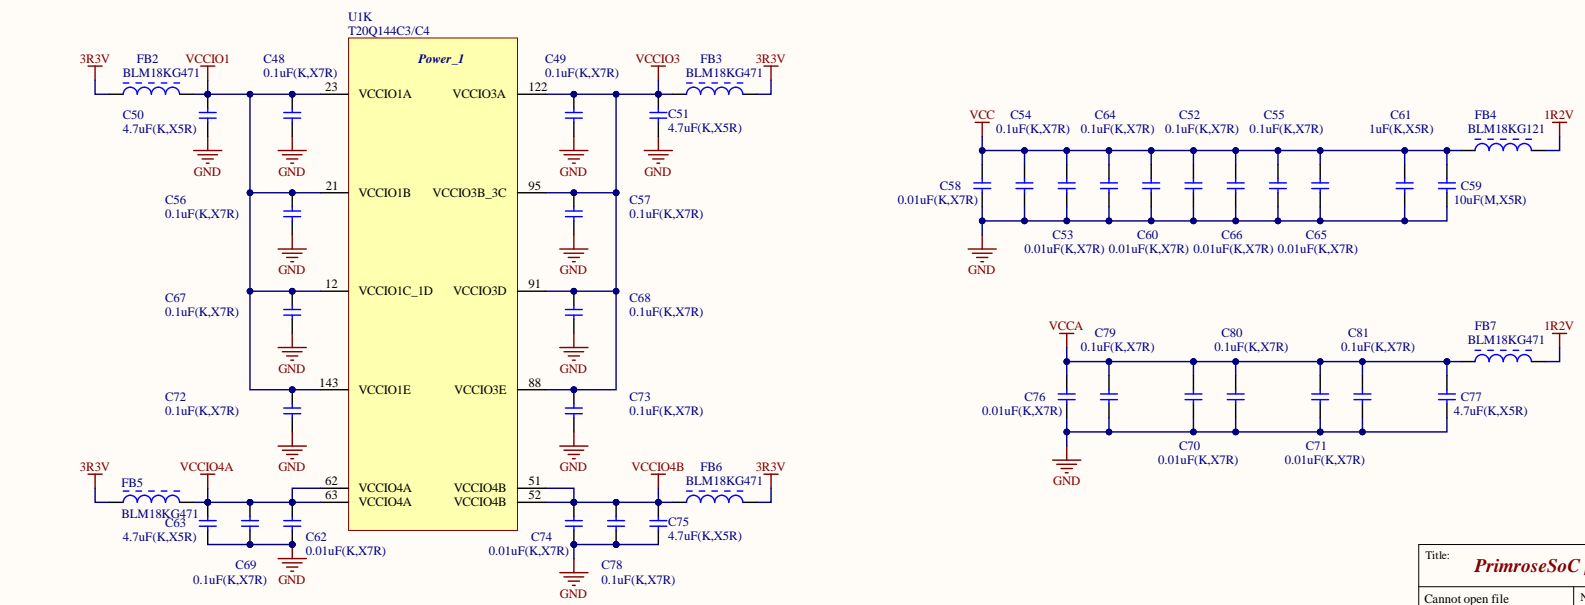 U1K
T20Q144C3/C4
Power_1
3R3V
FB2
BLM18KG471
VCCIO1
C48
0.1uF(K,X7R)
23
VCCIO1A
VCCIO3A
122
C49
0.1uF(K,X7R)
VCCIO3
FB3
BLM18KG471
3R3V
C50
4.7uF(K,X5R)
GND
GND
GND
C51
4.7uF(K,X5R)
GND
C56
0.1uF(K,X7R)
21
VCCIO1B
VCCIO3B_3C
95
C57
0.1uF(K,X7R)
GND
GND
C67
0.1uF(K,X7R)
12
VCCIO1C_1D
VCCIO3D
91
C68
0.1uF(K,X7R)
GND
GND
C72
0.1uF(K,X7R)
143
VCCIO1E
VCCIO3E
88
C73
0.1uF(K,X7R)
GND
GND
3R3V
FB5
BLM18KG471
VCCIO4A
62
63
VCCIO4A
VCCIO4A
VCCIO4B
VCCIO4B
51
52
VCCIO4B
FB6
BLM18KG471
3R3V
C63
4.7uF(K,X5R)
C62
0.01uF(K,X7R)
C69
0.1uF(K,X7R)
GND
C74
0.01uF(K,X7R)
C75
4.7uF(K,X5R)
C78
0.1uF(K,X7R)
GND
VCC
C54
0.1uF(K,X7R)
C64
0.1uF(K,X7R)
C52
0.1uF(K,X7R)
C55
0.1uF(K,X7R)
C61
1uF(K,X5R)
FB4
BLM18KG121
1R2V
C58
0.01uF(K,X7R)
C59
10uF(M,X5R)
C53
0.01uF(K,X7R)
C60
0.01uF(K,X7R)
C66
0.01uF(K,X7R)
C65
0.01uF(K,X7R)
GND
VCCA
C79
0.1uF(K,X7R)
C80
0.1uF(K,X7R)
C81
0.1uF(K,X7R)
FB7
BLM18KG471
1R2V
C76
0.01uF(K,X7R)
C77
4.7uF(K,X5R)
C70
0.01uF(K,X7R)
C71
0.01uF(K,X7R)
GND
Title:
PrimroseSoC
Cannot open file